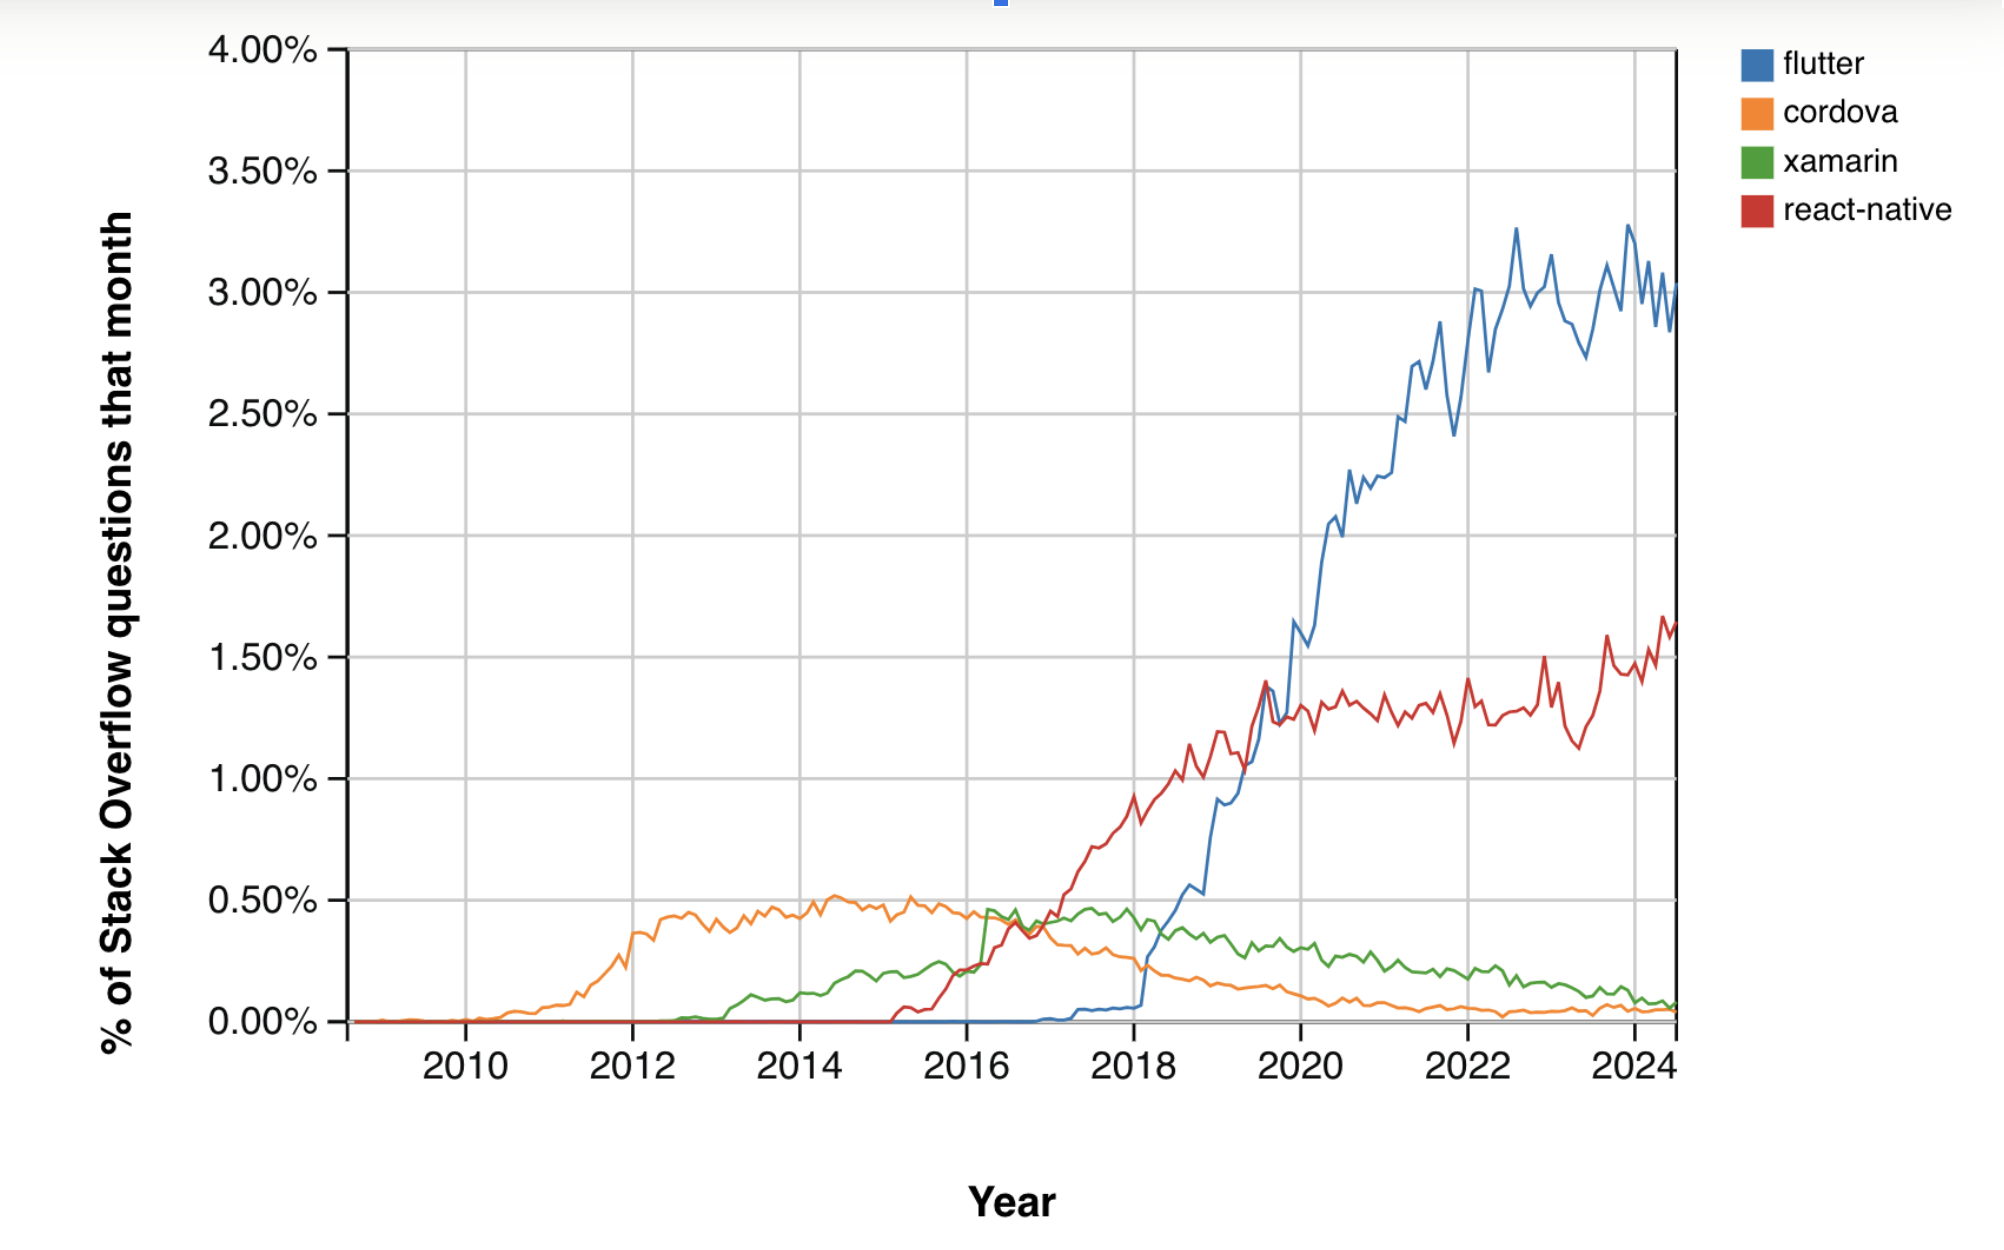 4.00%
3.50%
3.00%
2.50%
2.00%
1.50%
1.00%
0.50%
0.00%
% of Stack Overflow questions that month
2010 2012 2014 2016 2018 2020 2022 2024
Year
flutter
cordova
xamarin
react-native